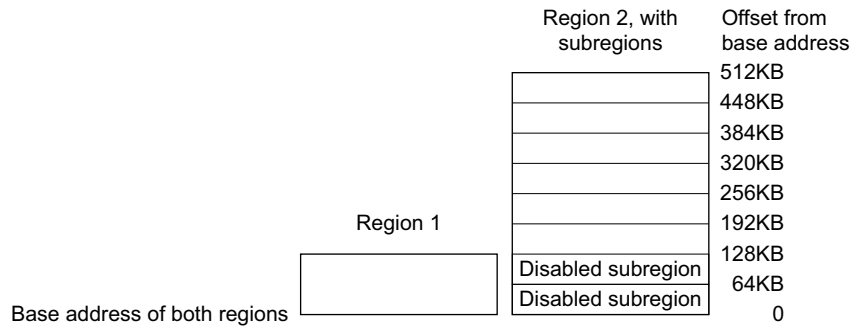 Region 2, with
subregions
Offset from
base address
512KB
448KB
384KB
320KB
256KB
192KB
Region 1
128KB
Disabled subregion
64KB
Disabled subregion
Base address of both regions
0